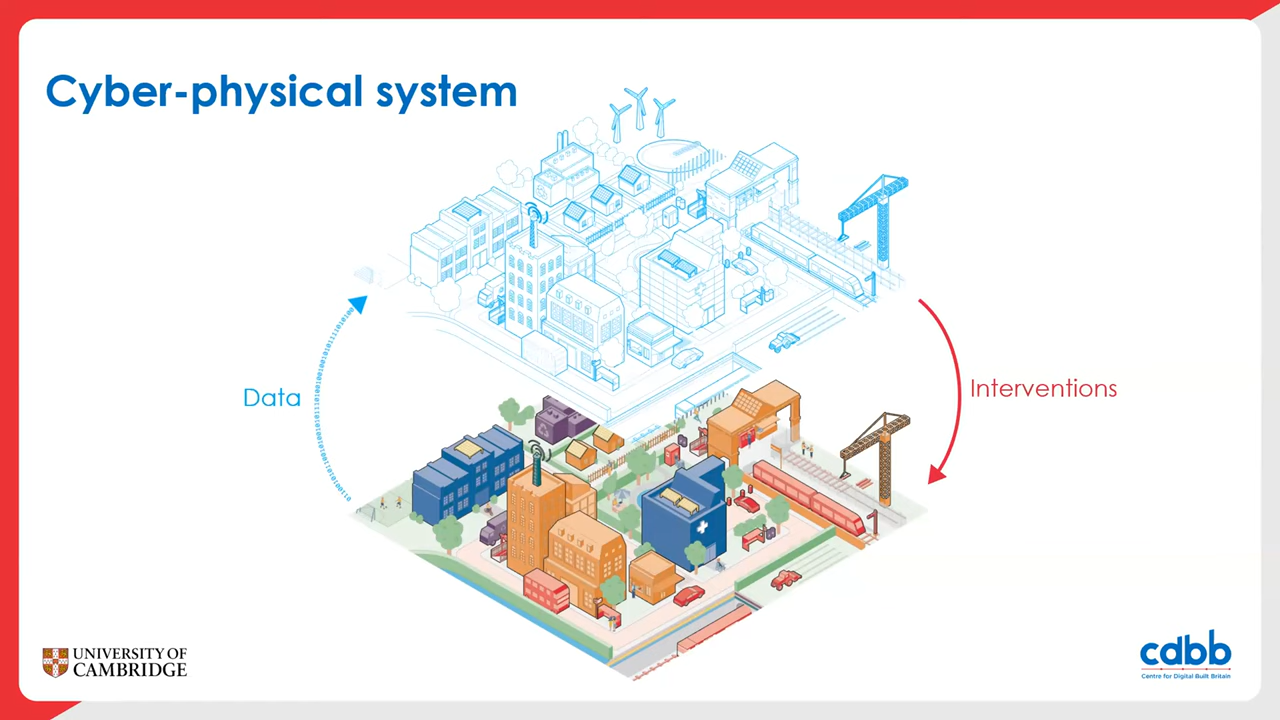 Cyber-physical system
Data
Interventions
UNIVERSITY OF
CAMBRIDGE
cdbb
Centre for Digital Built Britain